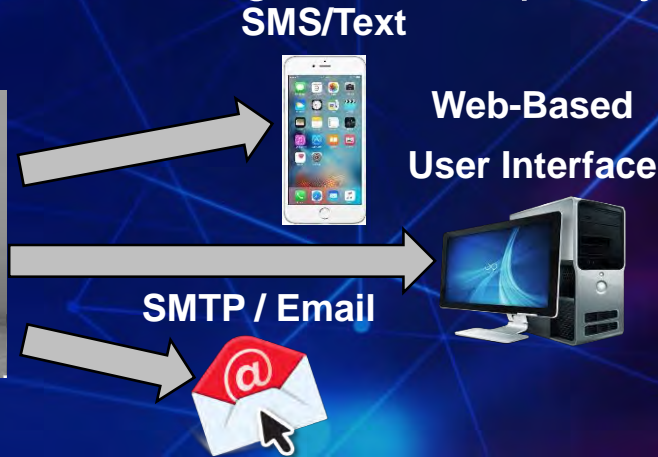 SMS/Text
Web-Based
User Interface
SMTP / Email
@